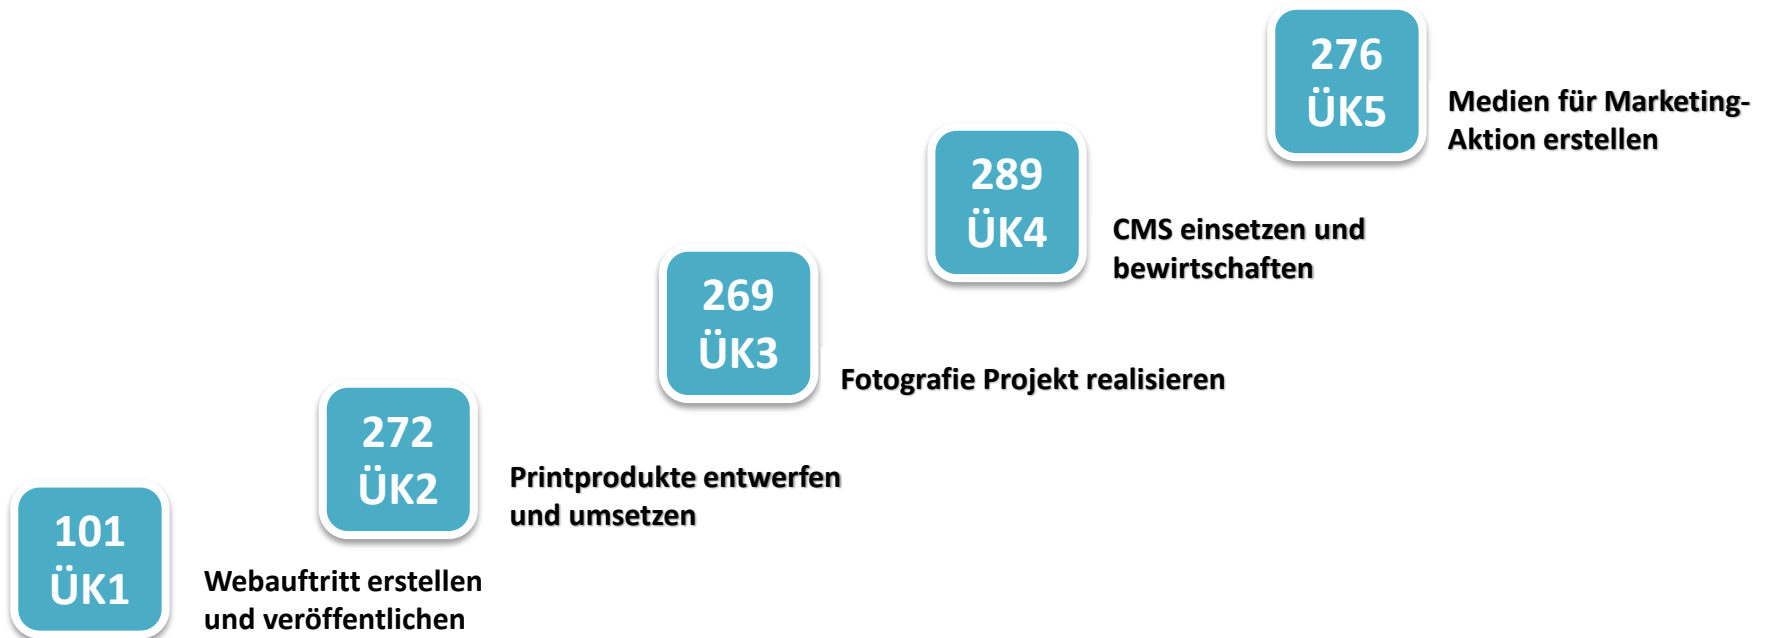 276
ÜK5
Medien für Marketing-
Aktion erstellen
289
ÜK4
CMS einsetzen und
bewirtschaften
269
ÜK3
Fotografie Projekt realisieren
272
ÜK2
Printprodukte entwerfen
und umsetzen
101
ÜK1
Webauftritt erstellen
und veröffentlichen